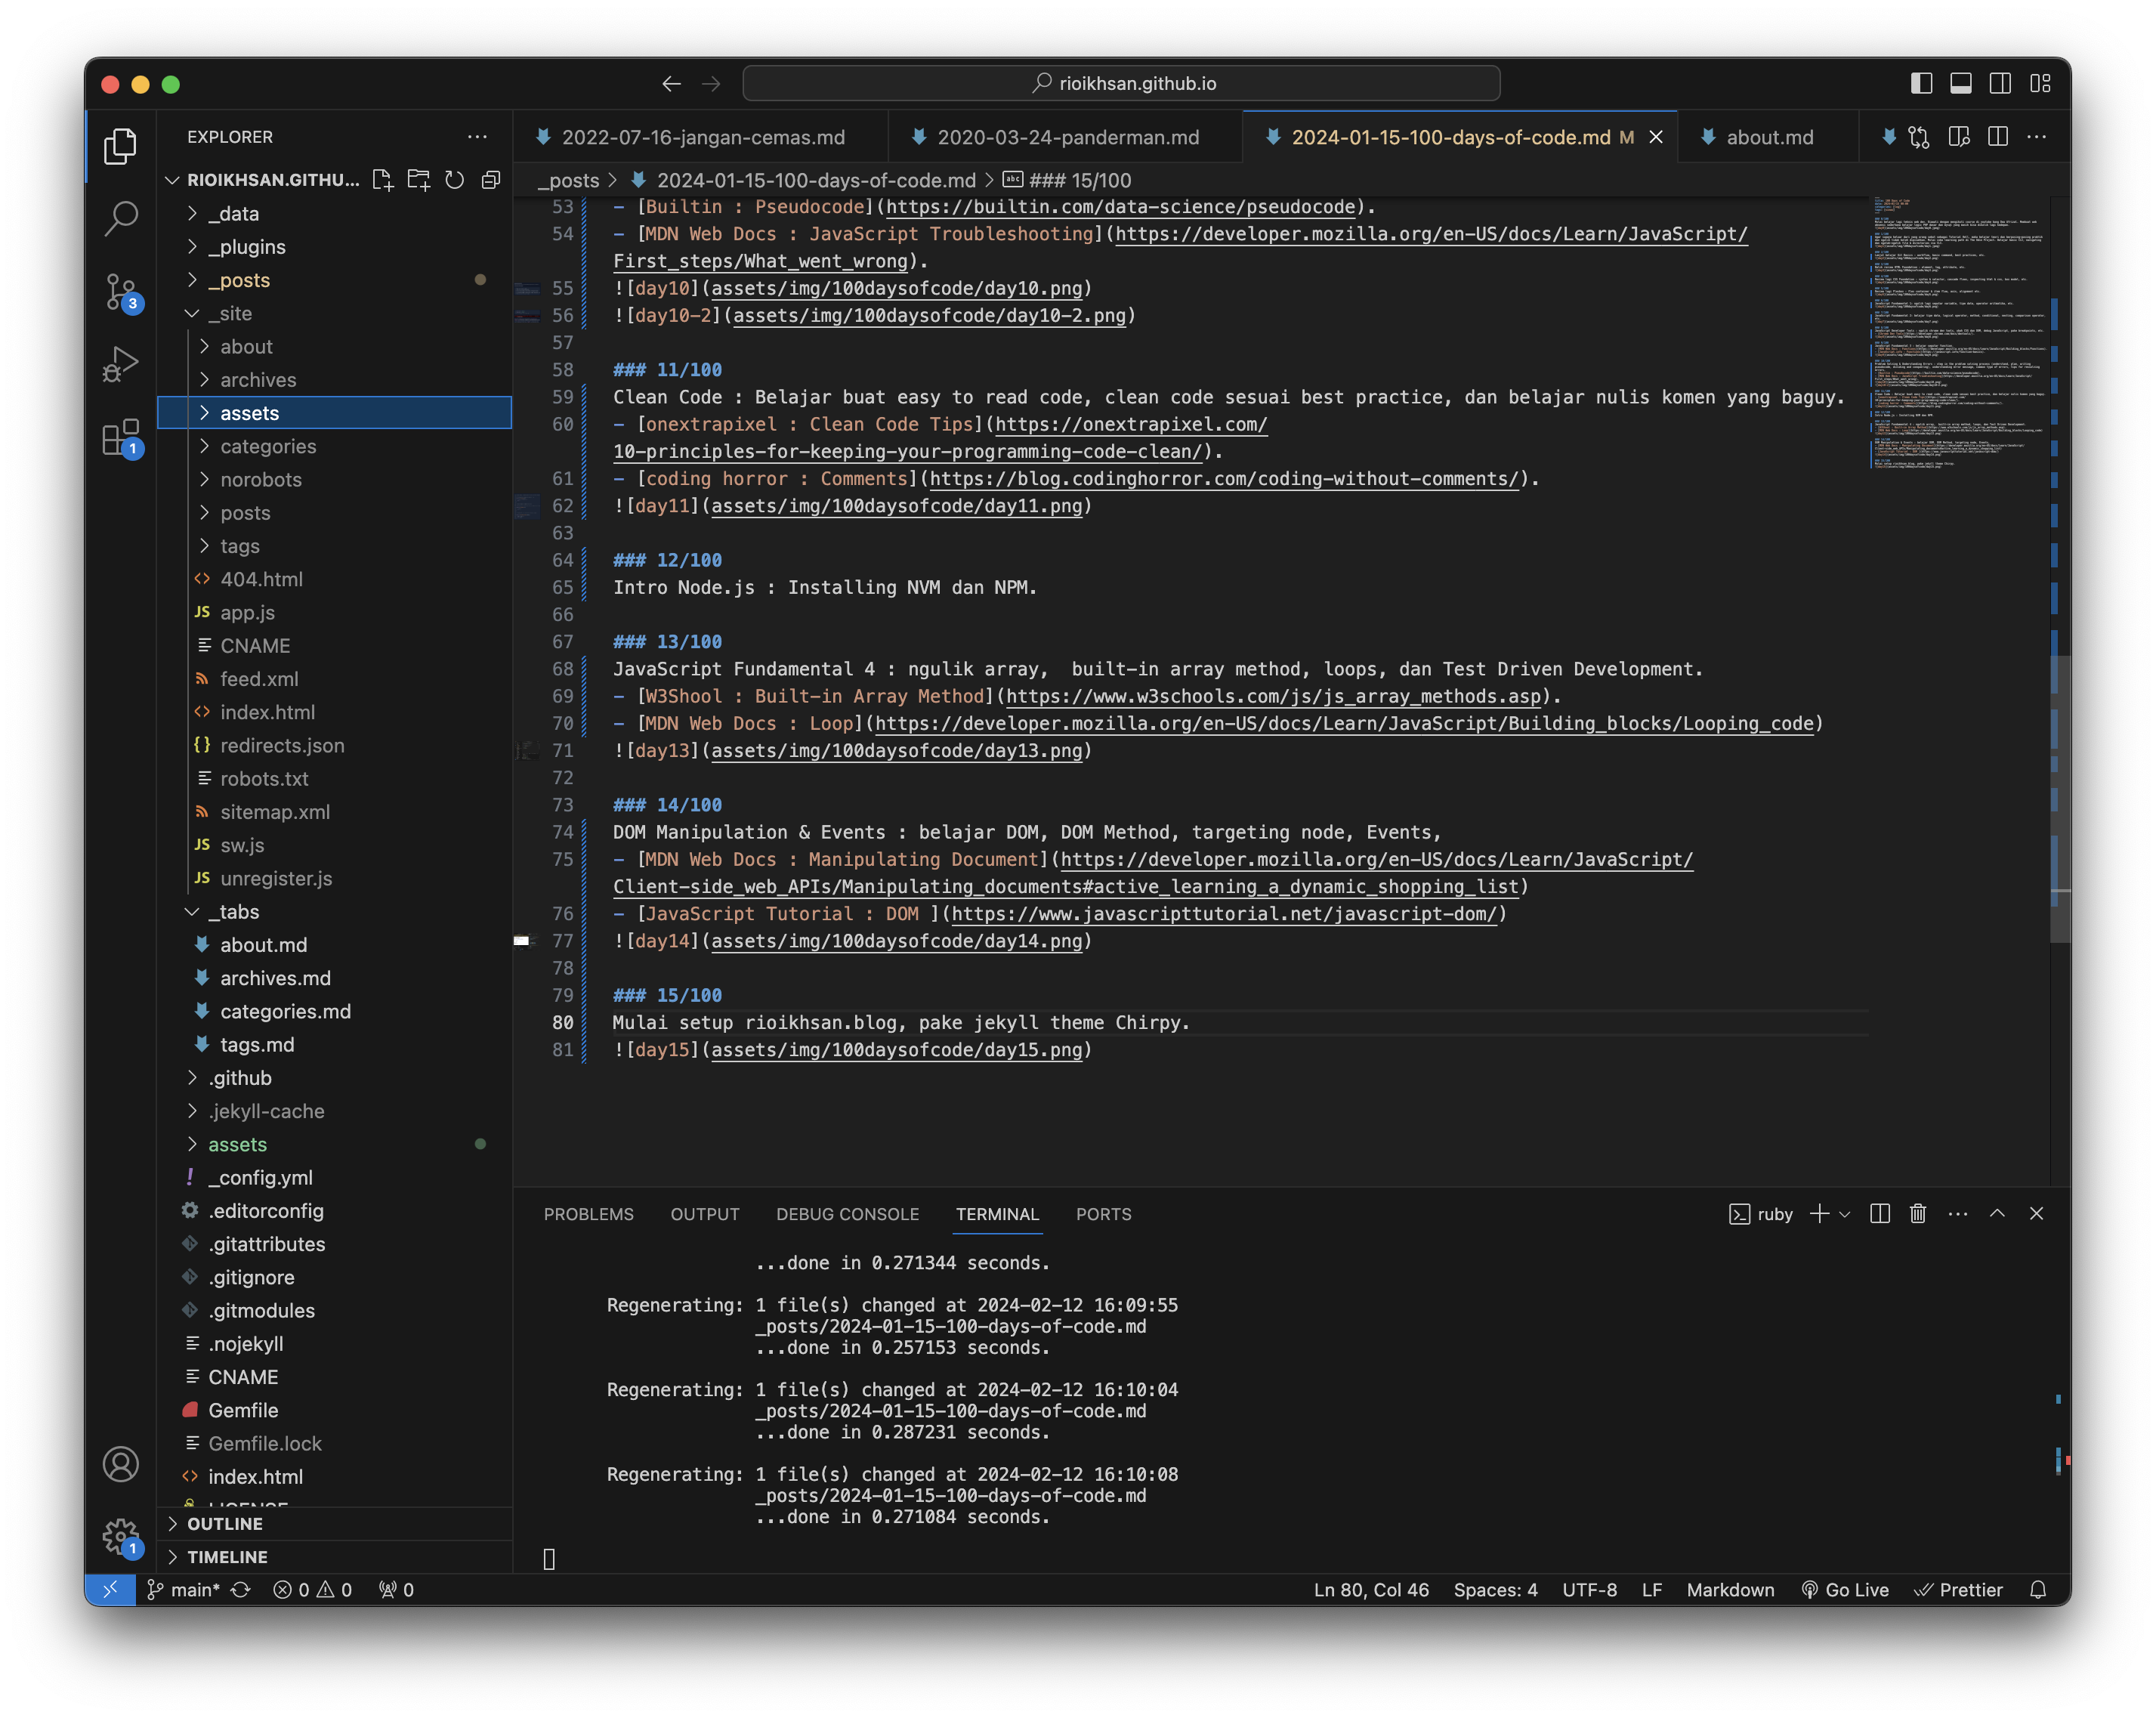 rioikhsan.github.io
EXPLORER
RIOIKHSAN.GITHU...
_data
_plugins
_posts
_site
about
archives
assets
categories
norobots
posts
tags
404.html
app.js
CNAME
feed.xml
index.html
redirects.json
robots.txt
sitemap.xml
sw.js
unregister.js
_tabs
about.md
archives.md
categories.md
tags.md
.github
.jekyll-cache
assets
_config.yml
.editorconfig
.gitattributes
.gitignore
.gitmodules
.nojekyll
CNAME
Gemfile
Gemfile.lock
index.html
LICENSE
OUTLINE
TIMELINE
3
1
1
2022-07-16-jangan-cemas.md
2020-03-24-panderman.md
2024-01-15-100-days-of-code.md M
about.md
_posts > 2024-01-15-100-days-of-code.md > ### 15/100
53 - [Builtin : Pseudocode](https://builtin.com/data-science/pseudocode).
54 - [MDN Web Docs : JavaScript Troubleshooting](https://developer.mozilla.org/en-US/docs/Learn/JavaScript/
First_steps/What_went_wrong).
55 ![day10](assets/img/100daysofcode/day10.png)
56 ![day10-2](assets/img/100daysofcode/day10-2.png)
57
58 ### 11/100
59 Clean Code : Belajar buat easy to read code, clean code sesuai best practice, dan belajar nulis komen yang baguy.
60 - [onextrapixel : Clean Code Tips](https://onextrapixel.com/
10-principles-for-keeping-your-programming-code-clean/).
61 - [coding horror : Comments](https://blog.codinghorror.com/coding-without-comments/).
62 ![day11](assets/img/100daysofcode/day11.png)
63
64 ### 12/100
65 Intro Node.js : Installing NVM dan NPM.
66
67 ### 13/100
68 JavaScript Fundamental 4 : ngulik array,  built-in array method, loops, dan Test Driven Development.
69 - [W3Shool : Built-in Array Method](https://www.w3schools.com/js/js_array_methods.asp).
70 - [MDN Web Docs : Loop](https://developer.mozilla.org/en-US/docs/Learn/JavaScript/Building_blocks/Looping_code)
71 ![day13](assets/img/100daysofcode/day13.png)
72
73 ### 14/100
74 DOM Manipulation & Events : belajar DOM, DOM Method, targeting node, Events,
75 - [MDN Web Docs : Manipulating Document](https://developer.mozilla.org/en-US/docs/Learn/JavaScript/
Client-side_web_APIs/Manipulating_documents#active_learning_a_dynamic_shopping_list)
76 - [JavaScript Tutorial : DOM ](https://www.javascripttutorial.net/javascript-dom/)
77 ![day14](assets/img/100daysofcode/day14.png)
78
79 ### 15/100
80 Mulai setup rioikhsan.blog, pake jekyll theme Chirpy.
81 ![day15](assets/img/100daysofcode/day15.png)
PROBLEMS OUTPUT DEBUG CONSOLE TERMINAL PORTS
ruby
...done in 0.271344 seconds.
Regenerating: 1 file(s) changed at 2024-02-12 16:09:55
_posts/2024-01-15-100-days-of-code.md
...done in 0.257153 seconds.
Regenerating: 1 file(s) changed at 2024-02-12 16:10:04
_posts/2024-01-15-100-days-of-code.md
...done in 0.287231 seconds.
Regenerating: 1 file(s) changed at 2024-02-12 16:10:08
_posts/2024-01-15-100-days-of-code.md
...done in 0.271084 seconds.
main* 0 0 0
Ln 80, Col 46 Spaces: 4 UTF-8 LF Markdown Go Live Prettier